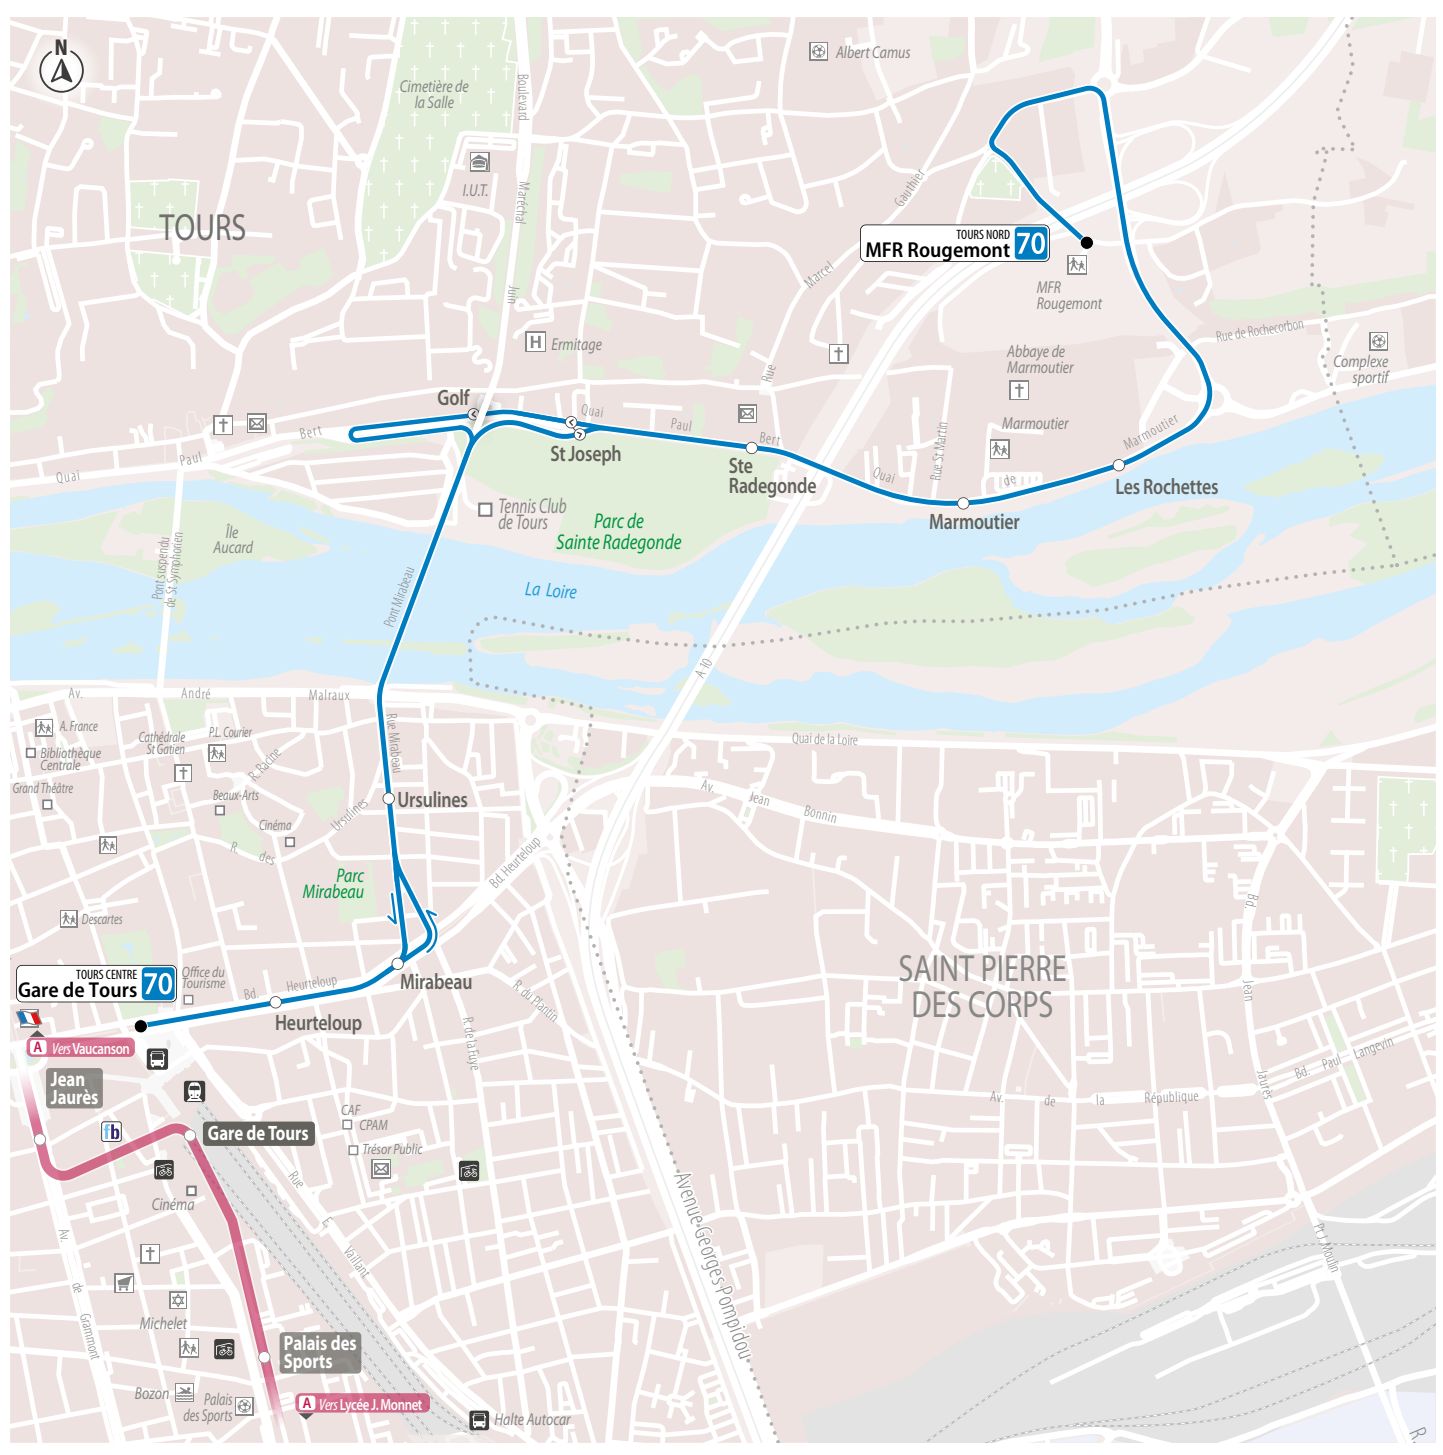 N
Albert Camus
Cimetière de
la Salle
Boulevard
I.U.T.
Maréchal
Gauthier
TOURS
TOURS NORD
MFR Rougemont 70
MFR
Rougemont
Marcel
Juin
Ermitage
H
Rue de Rochecorbon
Complexe
sportif
Abbaye de
Marmoutier
Rue
Golf
Quai
Paul
Bert
Bert
Paul
Quai
St Joseph
Ste
Radegonde
Quai
Rue St Martin
Marmoutier
Marmoutier
de
Les Rochettes
Marmoutier
Tennis Club
de Tours
Parc de
Sainte Radegonde
Île
Aucard
Pont suspendu
de St Symphorien
Pont Mirabeau
La Loire
A 10
Av.
André
Malraux
Rue Mirabeau
A. France
Bibliothèque
Centrale
Grand Théâtre
Cathédrale
St Gatien
P.L. Courier
R. Racine
Beaux-Arts
Cinéma
R.
des
Ursulines
Ursulines
Quai de la Loire
Av.
Jean
Bonnin
Bd. Heurteloup
Parc
Mirabeau
Descartes
TOURS CENTRE
Gare de Tours 70
Office du
Tourisme
Bd.
Heurteloup
Mirabeau
Heurteloup
R. du Plantin
R. de la Fuye
SAINT PIERRE
DES CORPS
Bd.
Jean
Jaurès
Bd.
Paul
Langevin
Av.
de
la
République
A Vers Vaucanson
Jean
Jaurès
fb
Gare de Tours
CAF
CPAM
Trésor Public
Cinéma
Rue
E.
Vaillant
Av.
de
Grammont
Michelet
Bozon
Palais
des Sports
Palais des
Sports
A Vers Lycée J. Monnet
Halte Autocar
Avenue Georges Pompidou
Pt J. Moulin
R.